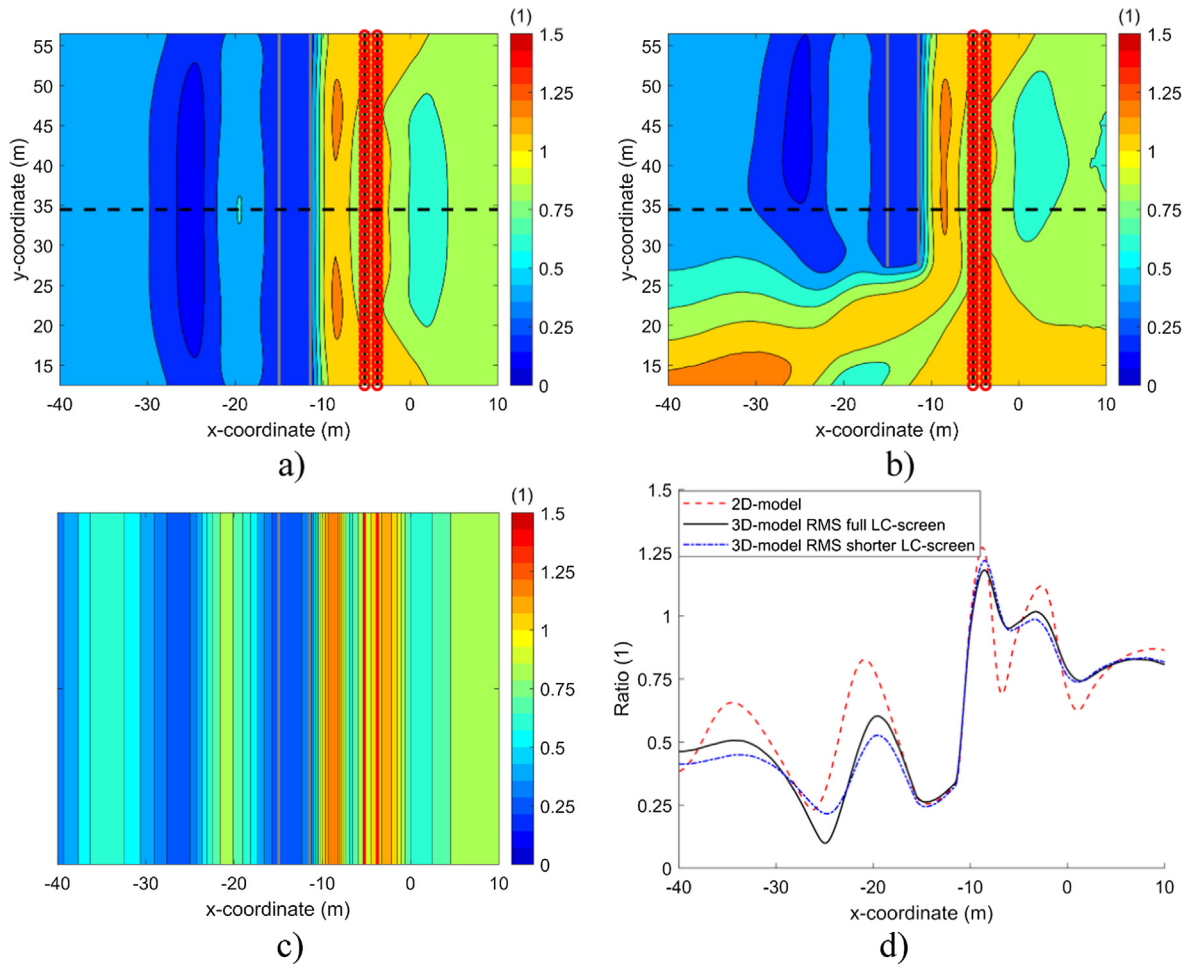 (1)
55
50
45
40
35
30
25
20
15
y-coordinate (m)
-40 -30 -20 -10 0 10
x-coordinate (m)
1.5
1.25
1
0.75
0.5
0.25
0
a)
(1)
55
50
45
40
35
30
25
20
15
y-coordinate (m)
-40 -30 -20 -10 0 10
x-coordinate (m)
1.5
1.25
1
0.75
0.5
0.25
0
b)
(1)
-40 -30 -20 -10 0 10
x-coordinate (m)
1.5
1.25
1
0.75
0.5
0.25
0
c)
1.5
1.25
1
0.75
0.5
0.25
0
Ratio (1)
2D-model
3D-model RMS full LC-screen
3D-model RMS shorter LC-screen
-40 -30 -20 -10 0 10
x-coordinate (m)
d)